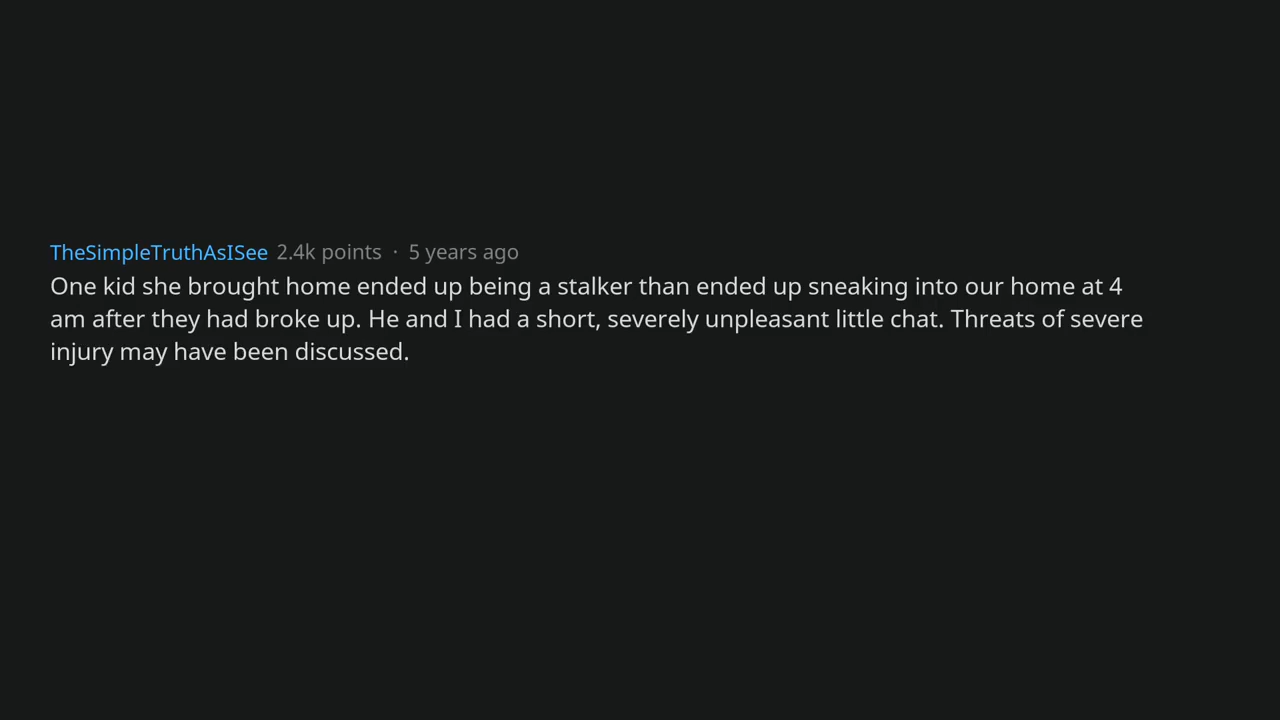 TheSimpleTruthAsISee 2.4k points · 5 years ago
One kid she brought home ended up being a stalker than ended up sneaking into our home at 4
am after they had broke up. He and I had a short, severely unpleasant little chat. Threats of severe
injury may have been discussed.